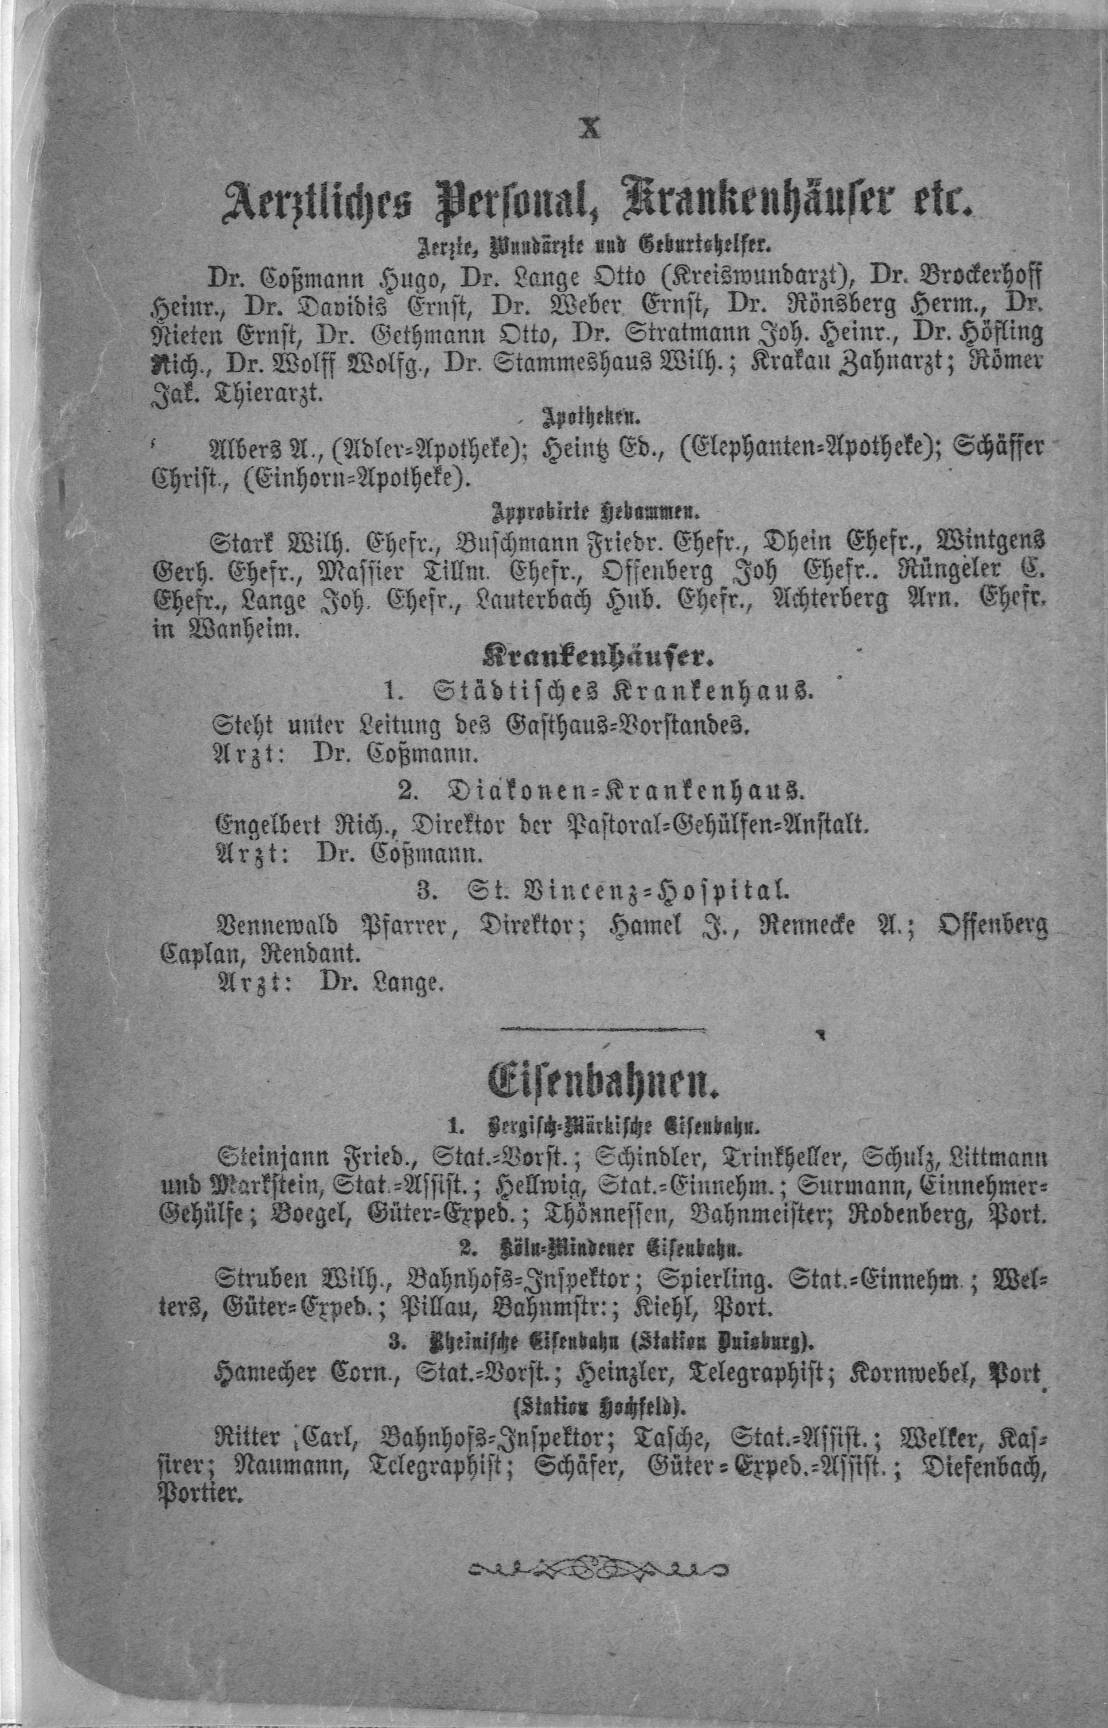 X
Aerztliches Personal, Krankenhäuser etc.
Aerzte, Wundärzte und Geburtshelfer.
Dr. Coßmann Hugo, Dr. Lange Otto (Kreiswundarzt), Dr. Brockerhoff
Heinr., Dr. Davidis Ernst, Dr. Weber Ernst, Dr. Rönsberg Herm., Dr.
Nieten Ernst, Dr. Gethmann Otto, Dr. Stratmann Joh. Heinr., Dr. Höfling
Rich., Dr. Wolff Wolfg., Dr. Stammeshaus Wilh.; Krakau Zahnarzt; Römer
Jak. Thierarzt.
Apotheken.
Albers A., (Adler-Apotheke); Heintz Ed., (Elephanten-Apotheke); Schäffer
Christ., (Einhorn-Apotheke).
Approbirte Hebammen.
Stark Wilh. Ehefr., Buschmann Friedr. Ehefr., Dhein Ehefr., Wintgens
Gerh. Ehefr., Massier Tillm. Ehefr., Offenberg Joh Ehefr.. Rüngeler C.
Ehefr., Lange Joh. Ehefr., Lauterbach Hub. Ehefr., Achterberg Arn. Ehefr.
in Wanheim.
Krankenhäuser.
1. Städtisches Krankenhaus.
Steht unter Leitung des Gasthaus-Vorstandes.
Arzt: Dr. Coßmann.
2. Diakonen-Krankenhaus.
Engelbert Rich., Direktor der Pastoral-Gehülfen-Anstalt.
Arzt: Dr. Coßmann.
3. St. Vincenz-Hospital.
Vennewald Pfarrer, Direktor; Hamel J., Rennecke A.; Offenberg
Caplan, Rendant.
Arzt: Dr. Lange.
Eisenbahnen.
1. Bergisch-Märkische Eisenbahn.
Steinjann Fried., Stat.-Vorst.; Schindler, Trinkheller, Schulz, Littmann
und Markstein, Stat.-Assist.; Hellwig, Stat.-Einnehm.; Surmann, Einnehmer-
Gehülfe; Boegel, Güter-Exped.; Thönnessen, Bahnmeister; Rodenberg, Port.
2. Köln-Mindener Eisenbahn.
Struben Wilh., Bahnhofs-Inspektor; Spierling. Stat.-Einnehm.; Wel-
ters, Güter-Exped.; Pillau, Bahnmstr.; Kiehl, Port.
3. Rheinische Eisenbahn (Station Duisburg).
Hamecher Corn., Stat.-Vorst.; Heinzler, Telegraphist; Kornwebel, Port.
(Station Hochfeld).
Ritter Carl, Bahnhofs-Inspektor; Tasche, Stat.-Assist.; Welker, Kas-
sirer; Naumann, Telegraphist; Schäfer, Güter-Exped.-Assist.; Diefenbach,
Portier.